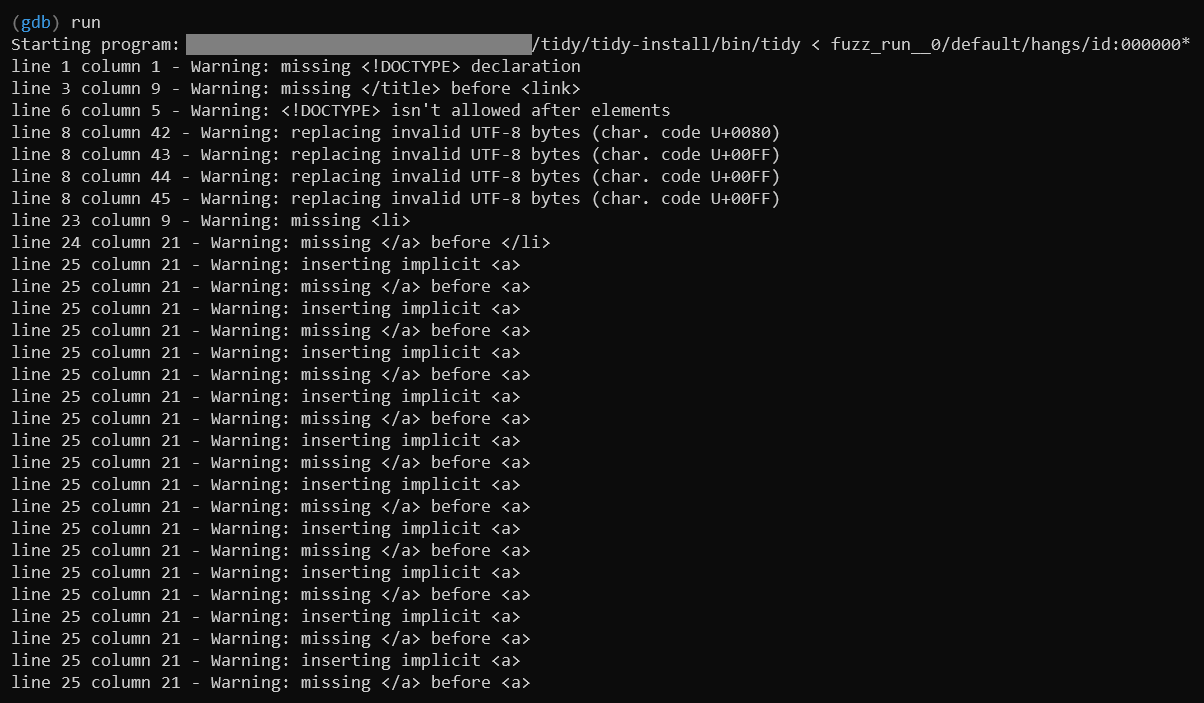 (gdb) run
Starting program: /tidy/tidy-install/bin/tidy < fuzz_run__0/default/hangs/id:000000*
line 1 column 1 - Warning: missing <!DOCTYPE> declaration
line 3 column 9 - Warning: missing </title> before <link>
line 6 column 5 - Warning: <!DOCTYPE> isn't allowed after elements
line 8 column 42 - Warning: replacing invalid UTF-8 bytes (char. code U+0080)
line 8 column 43 - Warning: replacing invalid UTF-8 bytes (char. code U+00FF)
line 8 column 44 - Warning: replacing invalid UTF-8 bytes (char. code U+00FF)
line 8 column 45 - Warning: replacing invalid UTF-8 bytes (char. code U+00FF)
line 23 column 9 - Warning: missing <li>
line 24 column 21 - Warning: missing </a> before </li>
line 25 column 21 - Warning: inserting implicit <a>
line 25 column 21 - Warning: missing </a> before <a>
line 25 column 21 - Warning: inserting implicit <a>
line 25 column 21 - Warning: missing </a> before <a>
line 25 column 21 - Warning: inserting implicit <a>
line 25 column 21 - Warning: missing </a> before <a>
line 25 column 21 - Warning: inserting implicit <a>
line 25 column 21 - Warning: missing </a> before <a>
line 25 column 21 - Warning: inserting implicit <a>
line 25 column 21 - Warning: missing </a> before <a>
line 25 column 21 - Warning: inserting implicit <a>
line 25 column 21 - Warning: missing </a> before <a>
line 25 column 21 - Warning: inserting implicit <a>
line 25 column 21 - Warning: missing </a> before <a>
line 25 column 21 - Warning: inserting implicit <a>
line 25 column 21 - Warning: missing </a> before <a>
line 25 column 21 - Warning: inserting implicit <a>
line 25 column 21 - Warning: missing </a> before <a>
line 25 column 21 - Warning: inserting implicit <a>
line 25 column 21 - Warning: missing </a> before <a>